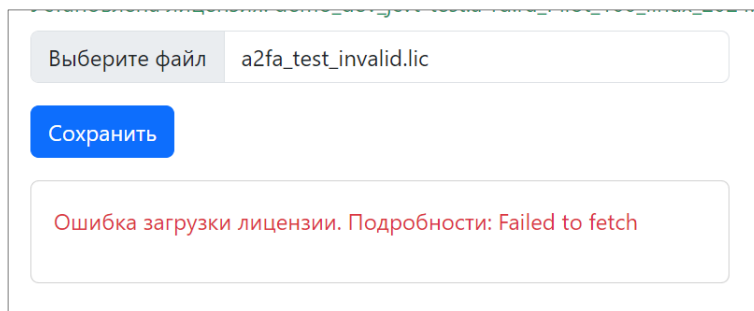 Выберите файл a2fa_test_invalid.lic
Сохранить
Ошибка загрузки лицензии. Подробности: Failed to fetch